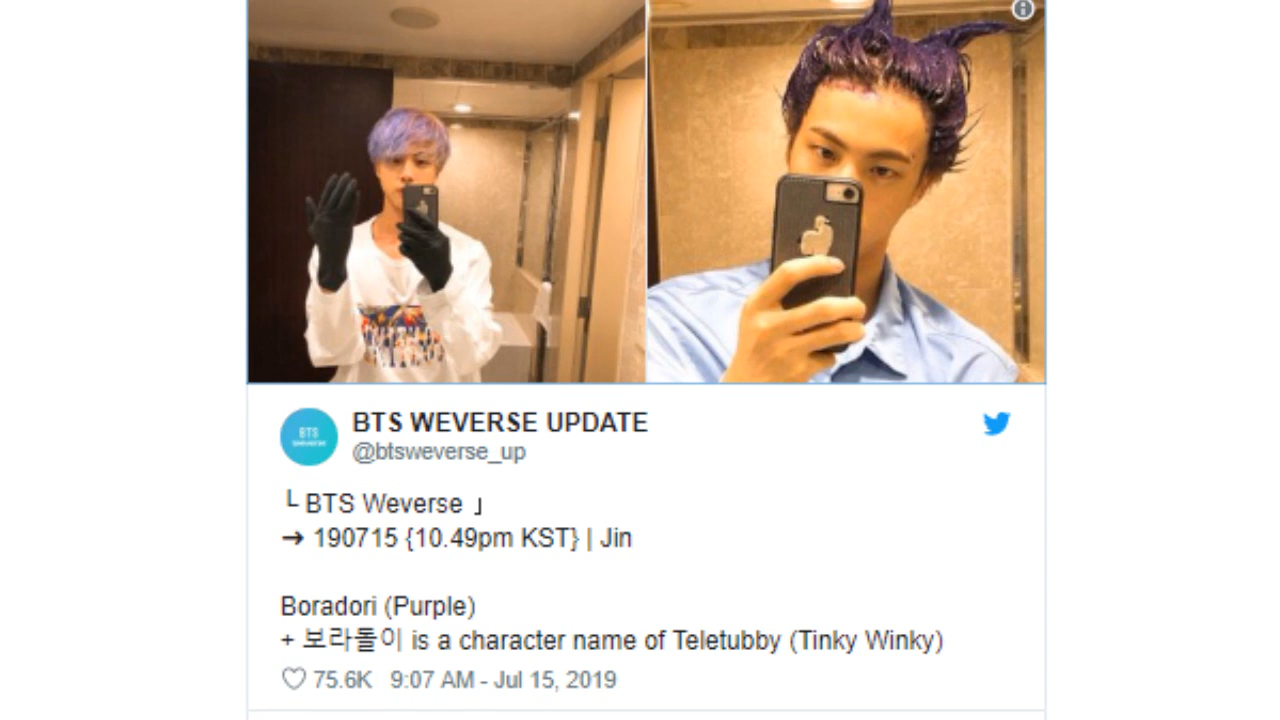 BTS WEVERSE UPDATE
@btsweverse_up
└ BTS Weverse 」
→ 190715 {10.49pm KST} | Jin
Boradori (Purple)
+ 보라돌이 is a character name of Teletubby (Tinky Winky)
75.6K 9:07 AM - Jul 15, 2019